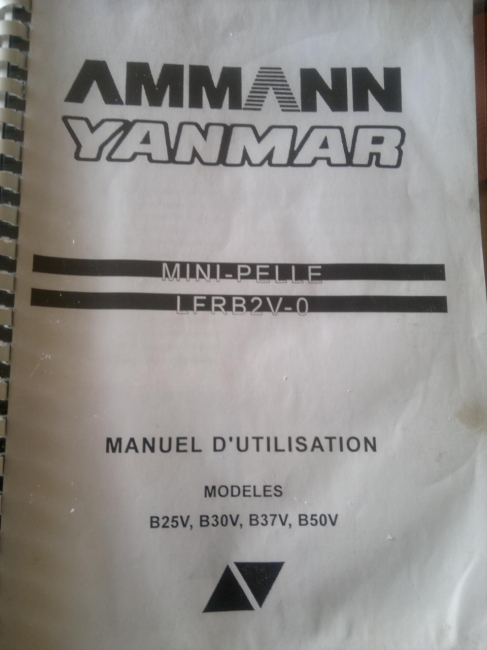 AMMANN
YANMAR
MINI-PELLE
LFRB2V-0
MANUEL D'UTILISATION
MODELES
B25V, B30V, B37V, B50V